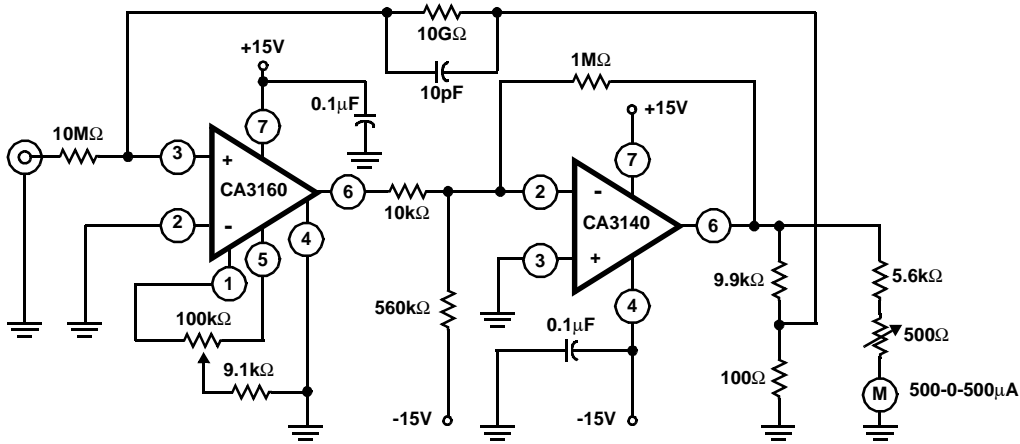 10GΩ
+15V
10pF
1MΩ
0.1μF
+15V
7
7
10MΩ
3
+
CA3160
6
10kΩ
2
-
CA3140
6
2
-
4
5
1
3
+
4
9.9kΩ
5.6kΩ
100kΩ
560kΩ
0.1μF
500Ω
9.1kΩ
100Ω
M
500-0-500μA
-15V
-15V